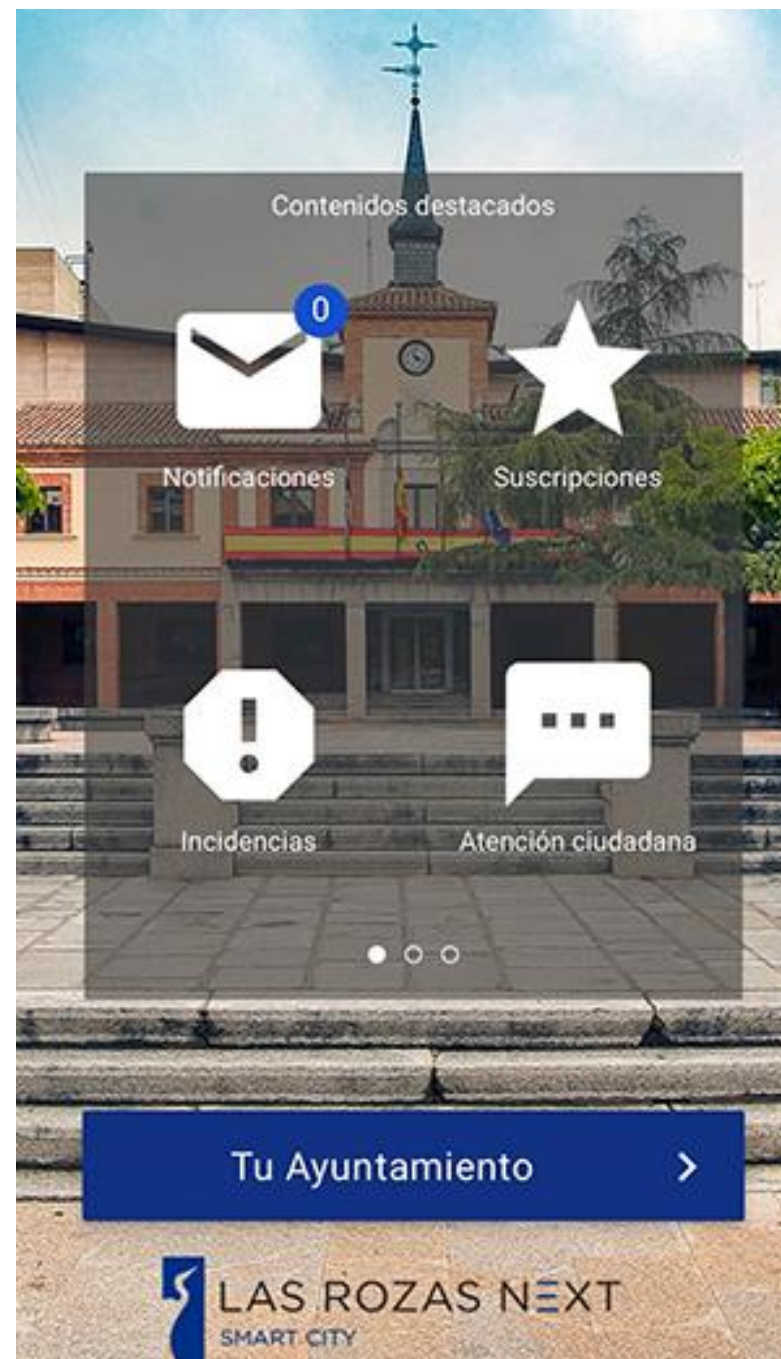 Contenidos destacados
0
Notificaciones
Suscripciones
Incidencias
Atención ciudadana
Tu Ayuntamiento
LAS ROZAS NEXT
SMART CITY